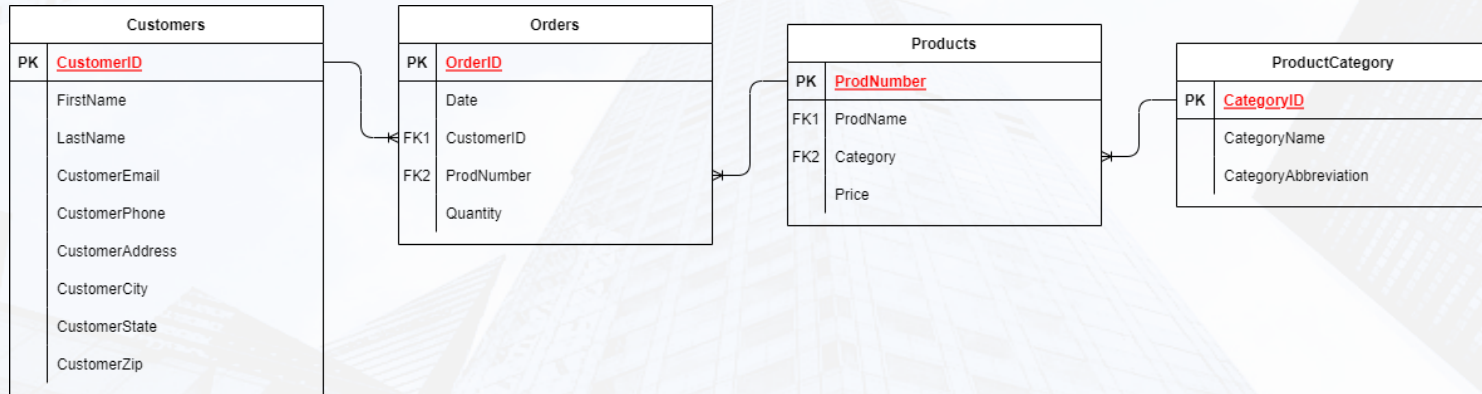 Customers
PK CustomerID
FirstName
LastName
CustomerEmail
CustomerPhone
CustomerAddress
CustomerCity
CustomerState
CustomerZip
Orders
PK OrderID
Date
FK1 CustomerID
FK2 ProdNumber
Quantity
Products
PK ProdNumber
FK1 ProdName
FK2 Category
Price
ProductCategory
PK CategoryID
CategoryName
CategoryAbbreviation